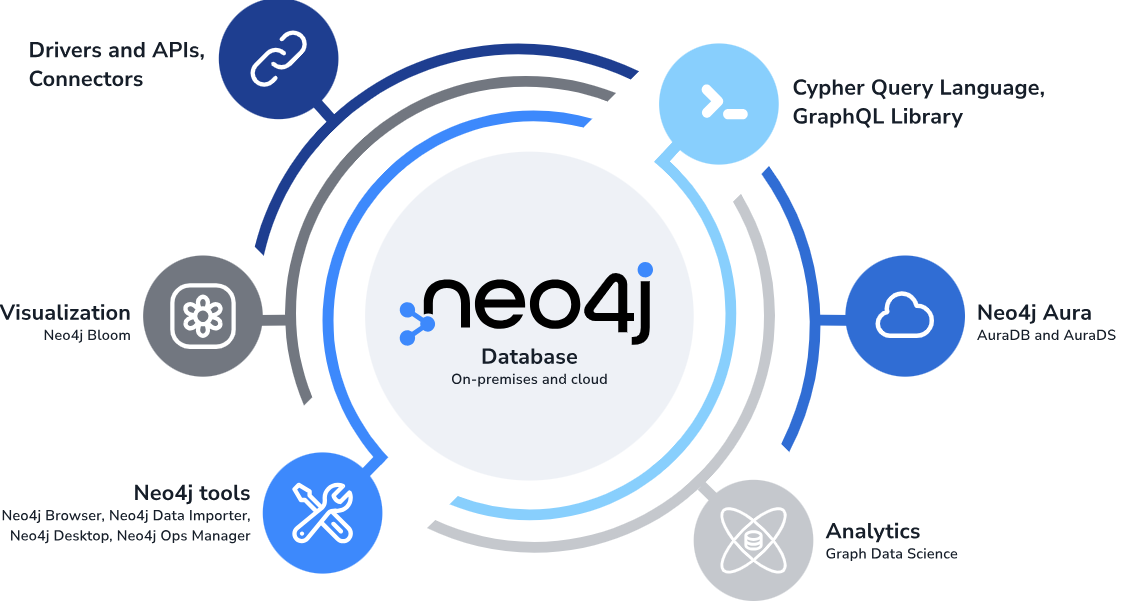 Drivers and APIs,
Connectors
Cypher Query Language,
GraphQL Library
Visualization
Neo4j Bloom
neo4j
Database
On-premises and cloud
Neo4j Aura
AuraDB and AuraDS
Neo4j tools
Neo4j Browser, Neo4j Data Importer,
Neo4j Desktop, Neo4j Ops Manager
Analytics
Graph Data Science